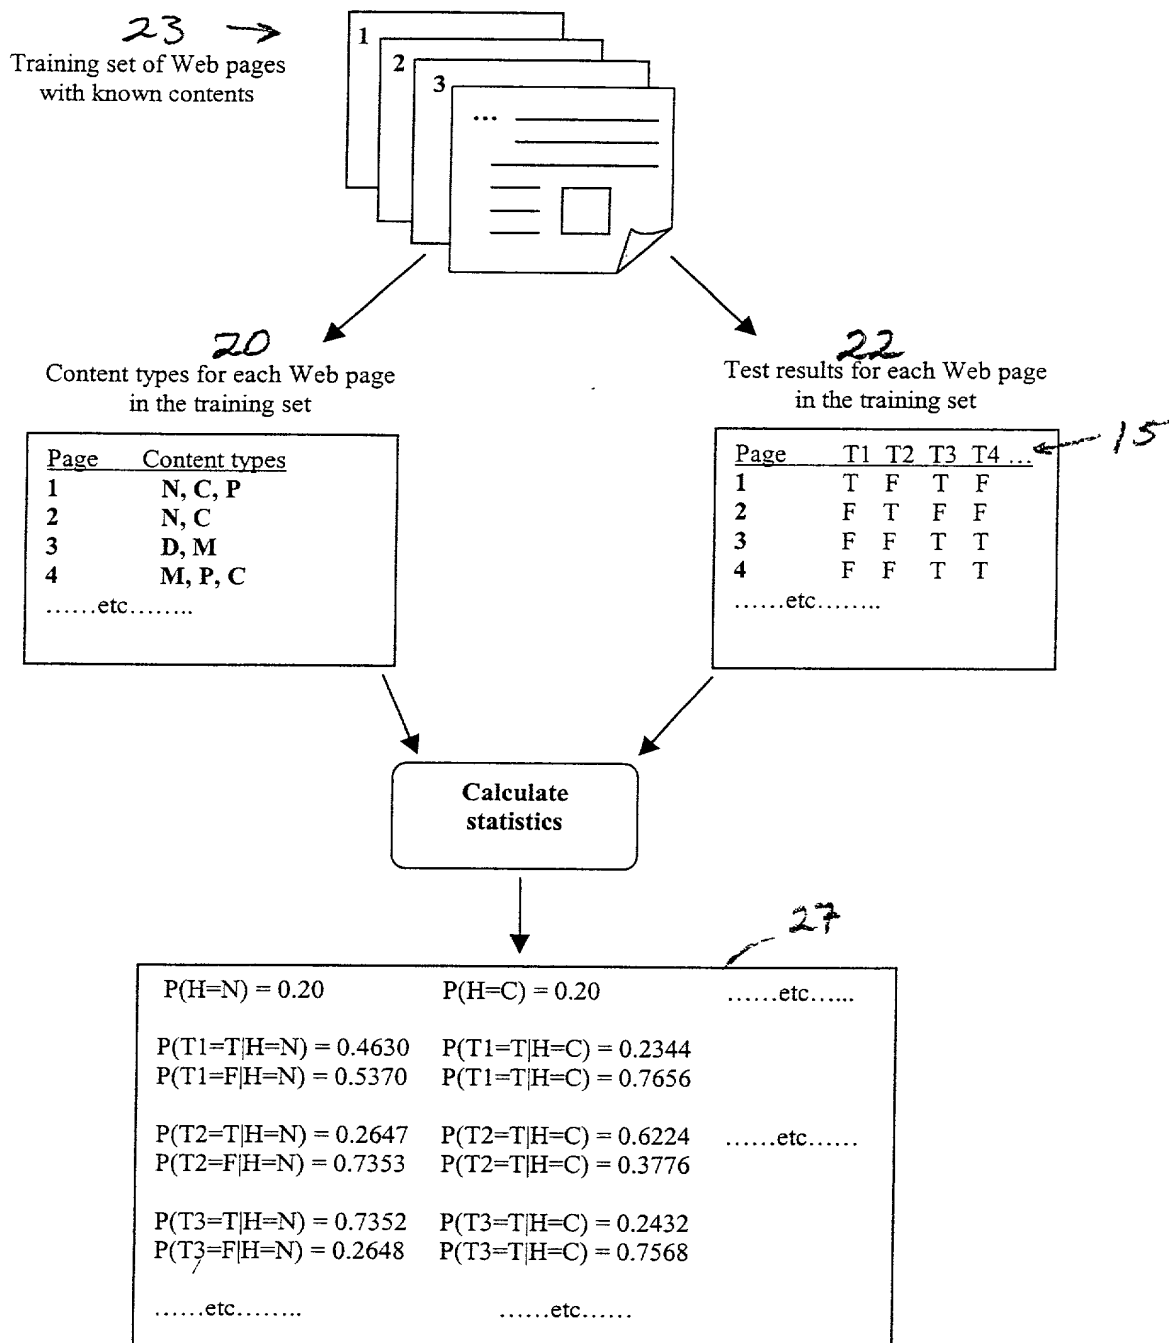 23
Training set of Web pages
with known contents
1
2
3
...
20
Content types for each Web page
in the training set
22
Test results for each Web page
in the training set
Page Content types
1 N, C, P
2 N, C
3 D, M
4 M, P, C
......etc........
15
Page T1 T2 T3 T4 ...
1 T F T F
2 F T F F
3 F F T T
4 F F T T
......etc........
Calculate
statistics
27
P(H=N) = 0.20 P(H=C) = 0.20 ......etc......
P(T1=T|H=N) = 0.4630 P(T1=T|H=C) = 0.2344
P(T1=F|H=N) = 0.5370 P(T1=T|H=C) = 0.7656
P(T2=T|H=N) = 0.2647 P(T2=T|H=C) = 0.6224 ......etc......
P(T2=F|H=N) = 0.7353 P(T2=T|H=C) = 0.3776
P(T3=T|H=N) = 0.7352 P(T3=T|H=C) = 0.2432
P(T3=F|H=N) = 0.2648 P(T3=T|H=C) = 0.7568
......etc........ ......etc......